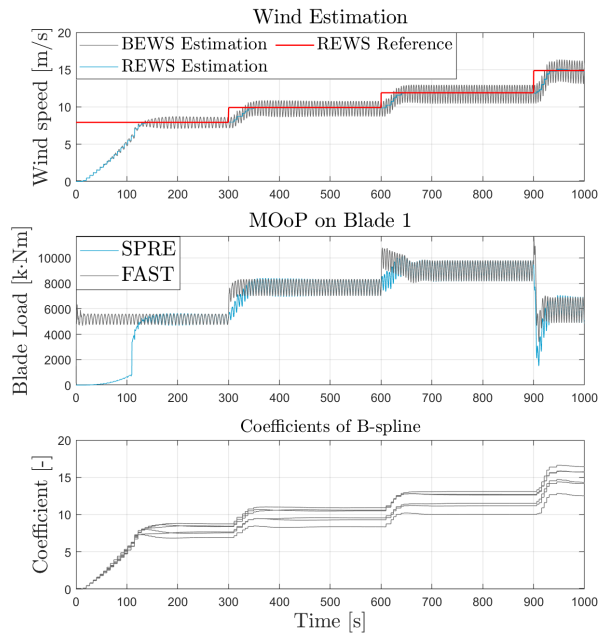 Wind Estimation
Wind speed [m/s]
20
15
10
5
0
BEWS Estimation
REWS Reference
REWS Estimation
0 100 200 300 400 500 600 700 800 900 1000
MOoP on Blade 1
Blade Load [k·Nm]
10000
8000
6000
4000
2000
0
SPRE
FAST
0 100 200 300 400 500 600 700 800 900 1000
Coefficients of B-spline
Coefficient [-]
20
15
10
5
0
0 100 200 300 400 500 600 700 800 900 1000
Time [s]